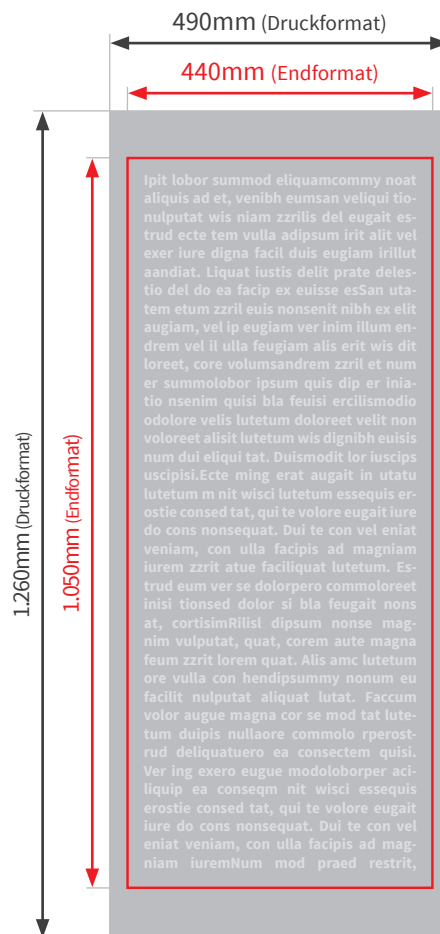 490mm (Druckformat)
440mm (Endformat)
1.260mm (Druckformat)
1.050mm (Endformat)
Ipit lobor summod eliquamcommy noat
aliquis ad et, venibh eumsan veliqui tio-
nulputat wis niam zzrilis del eugait es-
trud ecte tem vulla adipsum irit alit vel
exer iure digna facil duis eugiam irillut
aandiat. Liquat iustis delit prate deles-
tio del do ea facip ex euisse esSan uta-
tem etum zzril euis nonsenit nibh ex elit
augiam, vel ip eugiam ver inim illum en-
drem vel il ulla feugiam alis erit wis dit
loreet, core volumsandrem zzril et num
er summolobor ipsum quis dip er inia-
tio nsenim quisi bla feuisi ercilismodio
odolore velis lutetum doloreet velit non
voloreet alisit lutetum wis dignibh euisis
num dui eliqui tat. Duismodit lor iuscips
uscipisi.Ecte ming erat augait in utatu
lutetum m nit wisci lutetum essequis er-
ostie consed tat, qui te volore eugait iure
do cons nonsequat. Dui te con vel eniat
veniam, con ulla facipis ad magniam
iurem zzrit atue faciliquat lutetum. Es-
trud eum ver se dolorpero commoloreet
inisi tionsed dolor si bla feugait nons
at, cortisimRilisl dipsum nonse mag-
nim vulputat, quat, corem aute magna
feum zzrit lorem quat. Alis amc lutetum
ore vulla con hendipsummy nonum eu
facilit nulputat aliquat lutat. Faccum
volor augue magna cor se mod tat lute-
tum duipis nullaore commolo rperost-
rud deliquatuero ea consectem quisi.
Ver ing exero eugue modoloborper aci-
liquip ea conseqm nit wisci essequis
erostie consed tat, qui te volore eugait
iure do cons nonsequat. Dui te con vel
eniat veniam, con ulla facipis ad mag-
niam iuremNum mod praed restrit,